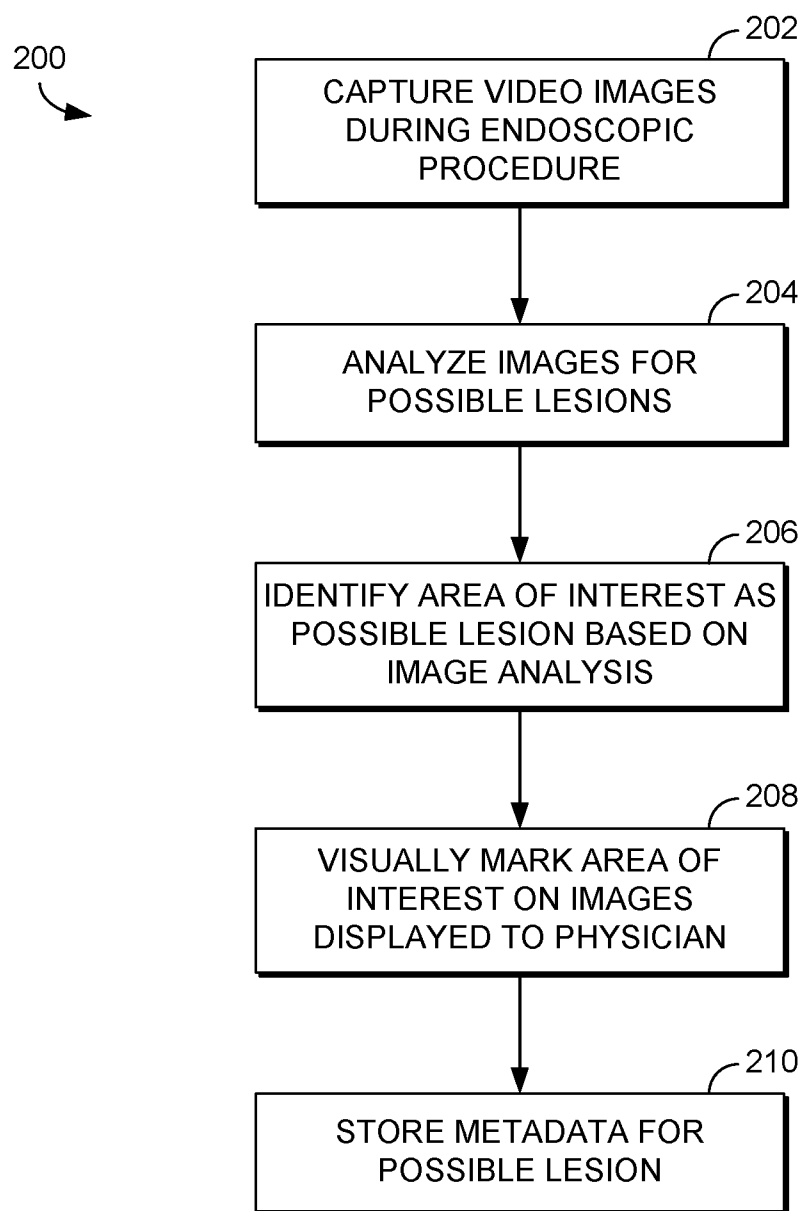 200
202
CAPTURE VIDEO IMAGES
DURING ENDOSCOPIC
PROCEDURE
204
ANALYZE IMAGES FOR
POSSIBLE LESIONS
206
IDENTIFY AREA OF INTEREST AS
POSSIBLE LESION BASED ON
IMAGE ANALYSIS
208
VISUALLY MARK AREA OF
INTEREST ON IMAGES
DISPLAYED TO PHYSICIAN
210
STORE METADATA FOR
POSSIBLE LESION